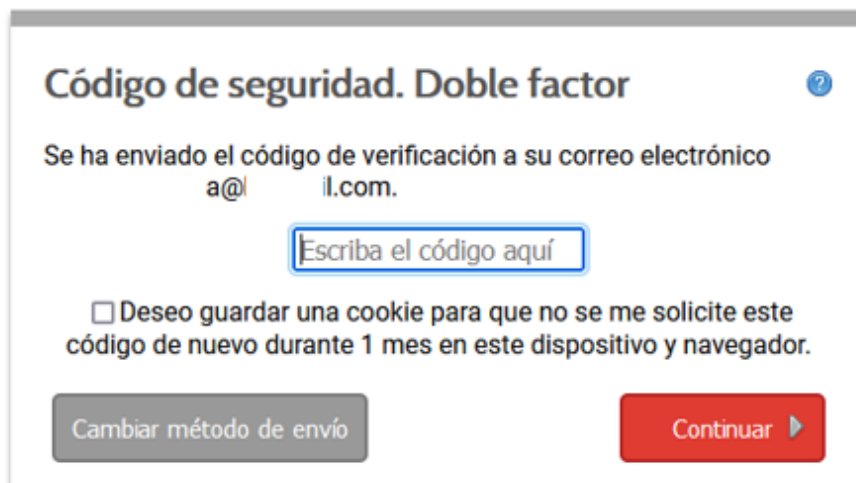 Código de seguridad. Doble factor
?
Se ha enviado el código de verificación a su correo electrónico
a@ il.com.
Escriba el código aquí
Deseo guardar una cookie para que no se me solicite este
código de nuevo durante 1 mes en este dispositivo y navegador.
Cambiar método de envío
Continuar